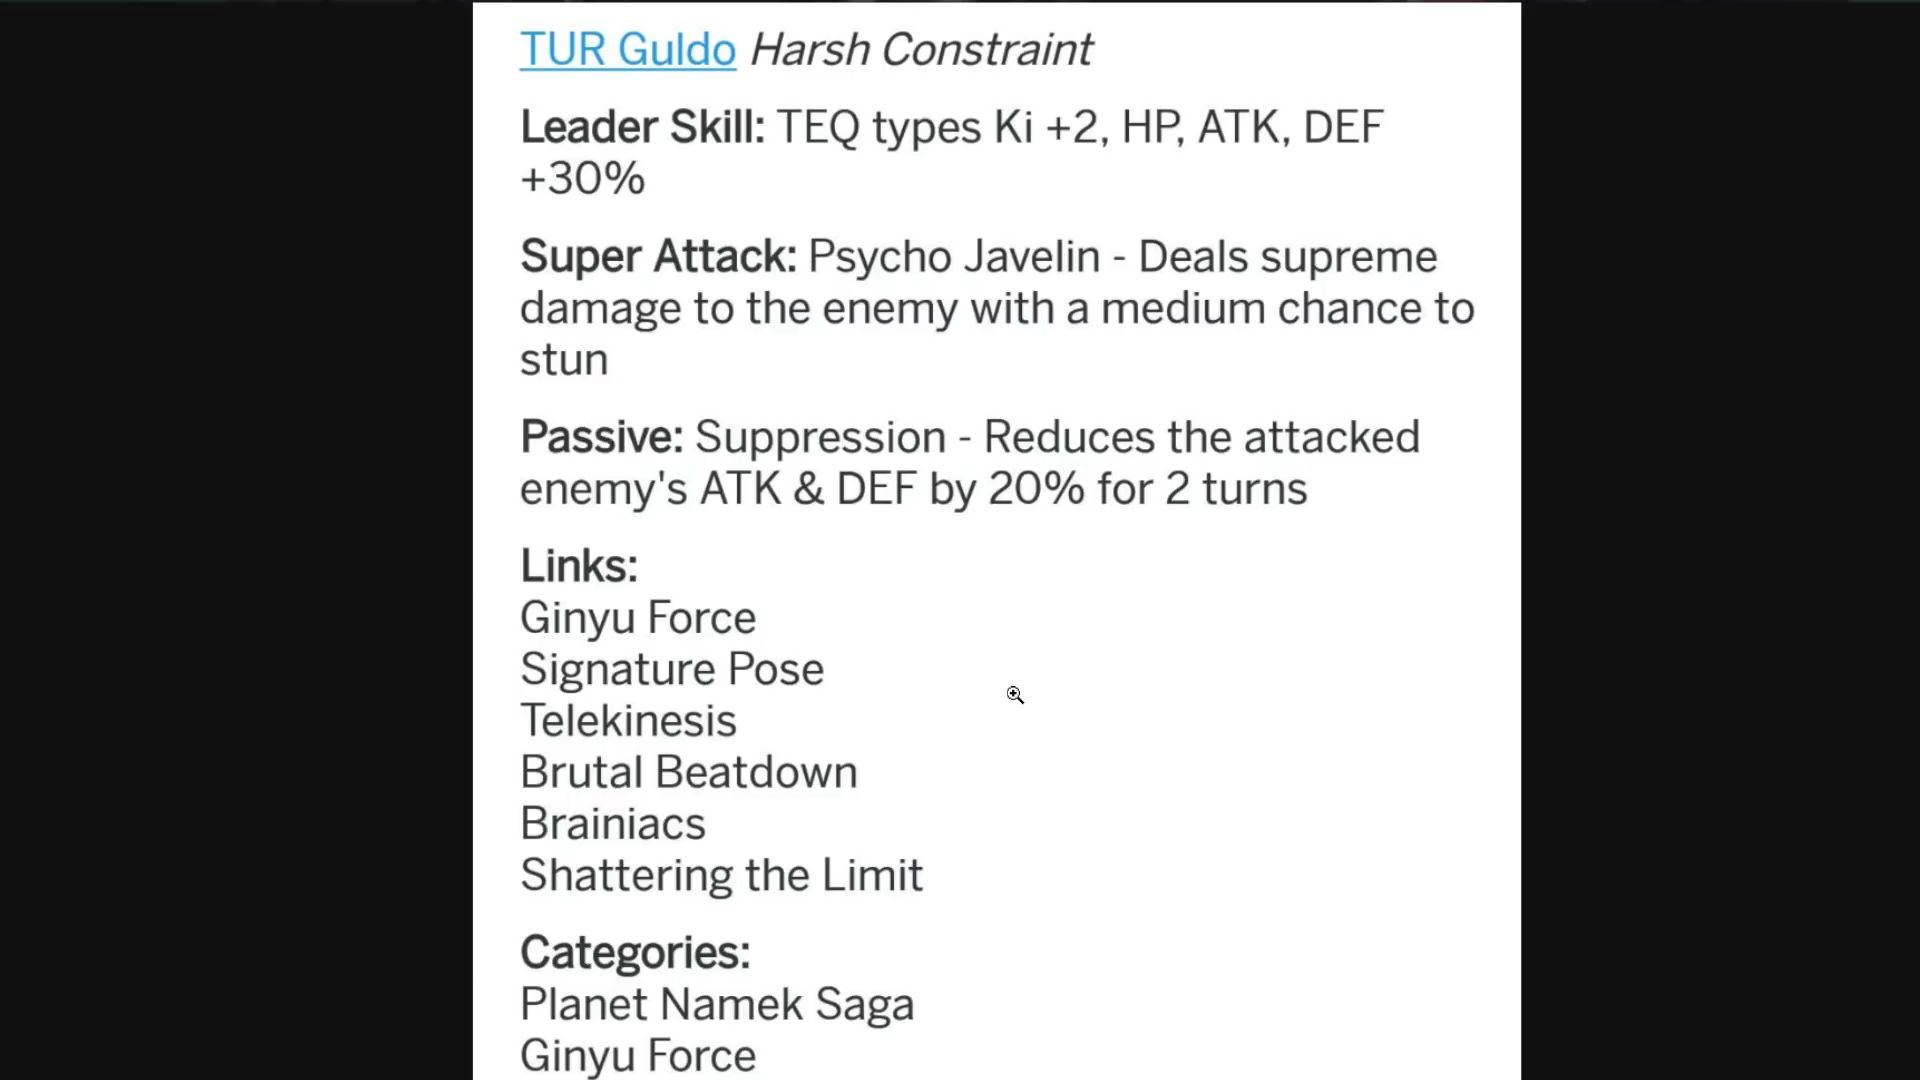 TUR Guldo Harsh Constraint
Leader Skill: TEQ types Ki +2, HP, ATK, DEF
+30%
Super Attack: Psycho Javelin - Deals supreme
damage to the enemy with a medium chance to
stun
Passive: Suppression - Reduces the attacked
enemy's ATK & DEF by 20% for 2 turns
Links:
Ginyu Force
Signature Pose
Telekinesis
Brutal Beatdown
Brainiacs
Shattering the Limit
Categories:
Planet Namek Saga
Ginyu Force